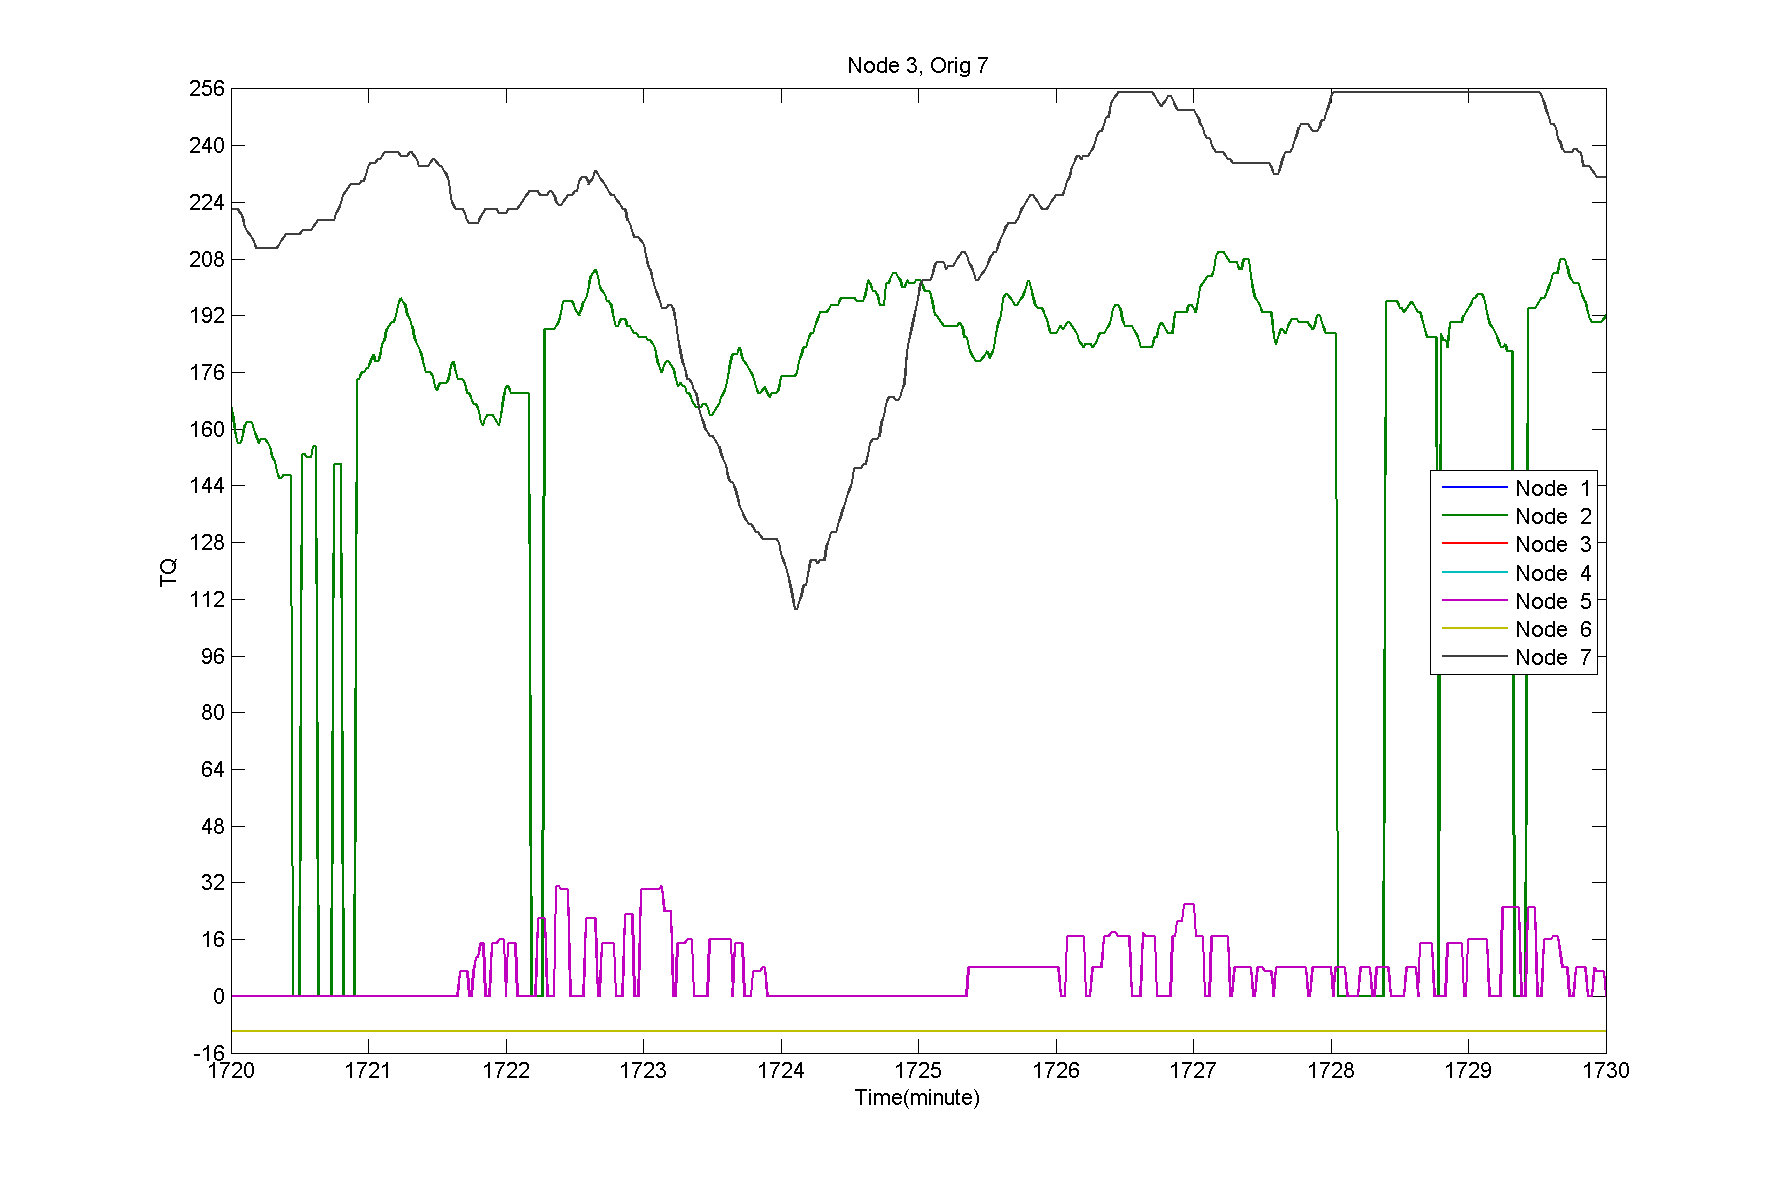 Node 3, Orig 7
256
240
224
208
192
176
160
144
128
112
96
80
64
48
32
16
0
-16
TQ
Node 1
Node 2
Node 3
Node 4
Node 5
Node 6
Node 7
1720 1721 1722 1723 1724 1725 1726 1727 1728 1729 1730
Time(minute)